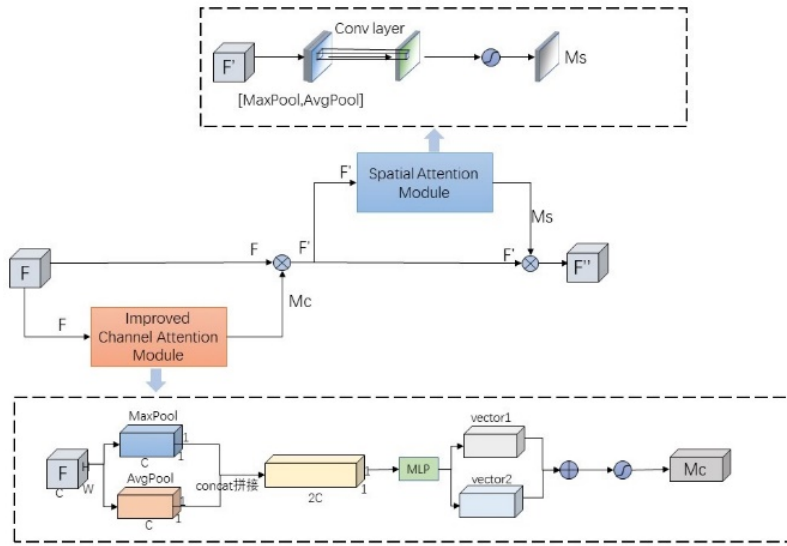 Conv layer
F'
Ms
[MaxPool,AvgPool]
F'
Spatial Attention
Module
Ms
F
F
F'
F'
F''
Mc
F
Improved
Channel Attention
Module
MaxPool
1
1
C
F
H
W
C
AvgPool
1
1
C
concat拼接
1
1
2C
MLP
vector1
vector2
Mc